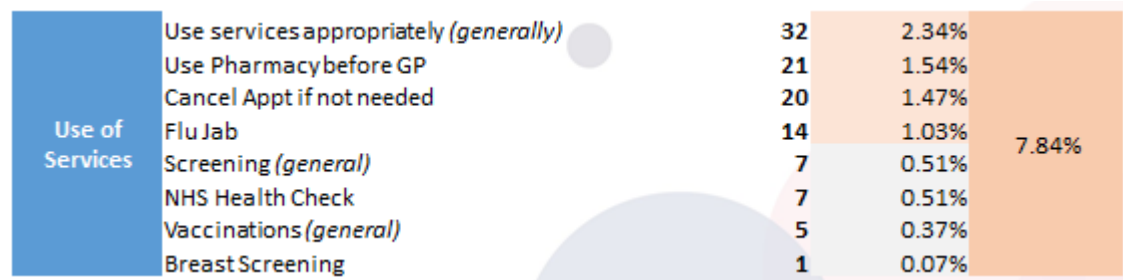 Use of Services
Use services appropriately (generally) 32 2.34%
Use Pharmacy before GP 21 1.54%
Cancel Appt if not needed 20 1.47%
Flu Jab 14 1.03%
Screening (general) 7 0.51%
NHS Health Check 7 0.51%
Vaccinations (general) 5 0.37%
Breast Screening 1 0.07%
7.84%